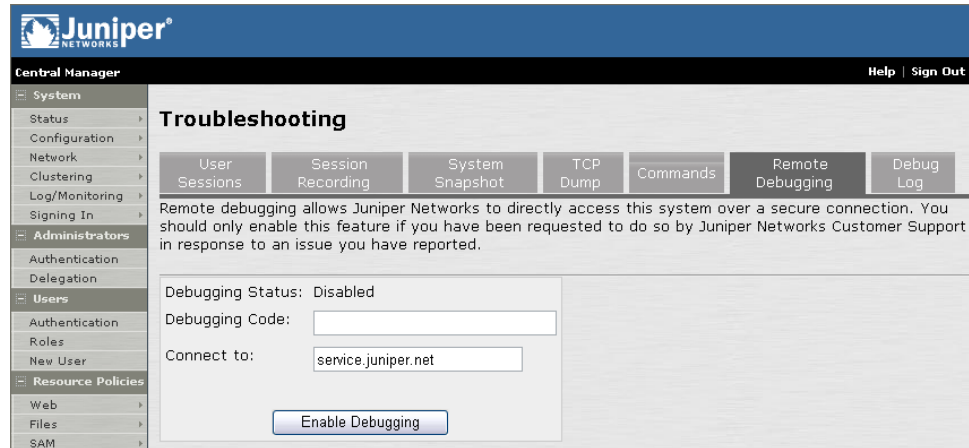 Juniper®
NETWORKS
Central Manager
Help | Sign Out
System
Status
Configuration
Network
Clustering
Log/Monitoring
Signing In
Administrators
Authentication
Delegation
Users
Authentication
Roles
New User
Resource Policies
Web
Files
SAM
Troubleshooting
User Sessions
Session Recording
System Snapshot
TCP Dump
Commands
Remote Debugging
Debug Log
Remote debugging allows Juniper Networks to directly access this system over a secure connection. You
should only enable this feature if you have been requested to do so by Juniper Networks Customer Support
in response to an issue you have reported.
Debugging Status: Disabled
Debugging Code:
Connect to: service.juniper.net
Enable Debugging